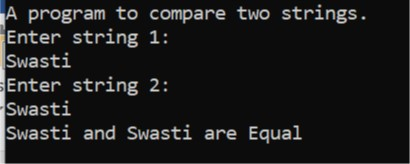 A program to compare two strings.
Enter string 1:
Swasti
Enter string 2:
Swasti
Swasti and Swasti are Equal